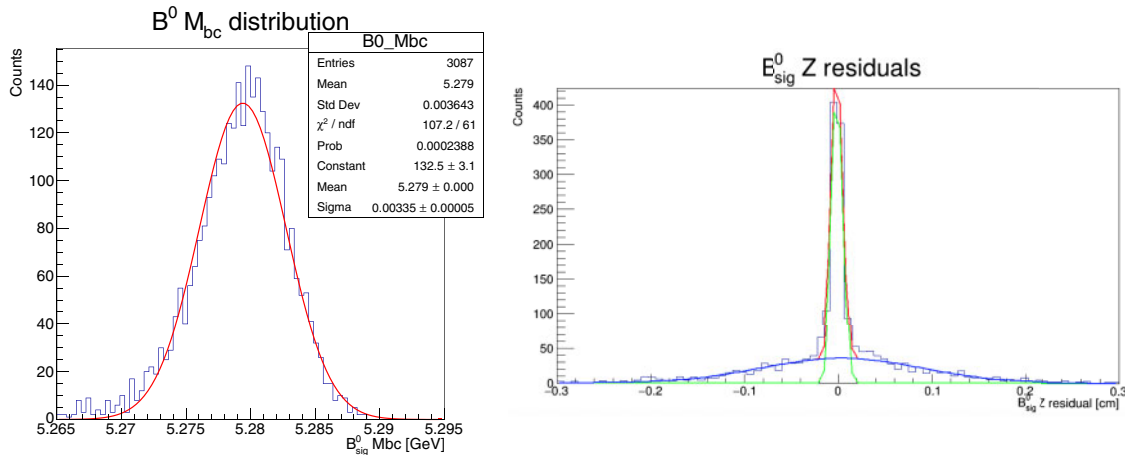 B⁰ M_bc distribution
Counts
140
120
100
80
60
40
20
0
5.265 5.27 5.275 5.28 5.285 5.29 5.295
B⁰_sig Mbc [GeV]
B0_Mbc
Entries 3087
Mean 5.279
Std Dev 0.003643
χ² / ndf 107.2 / 61
Prob 0.0002388
Constant 132.5 ± 3.1
Mean 5.279 ± 0.000
Sigma 0.00335 ± 0.00005
B⁰_sig Z residuals
Counts
400
350
300
250
200
150
100
50
0
−0.3 −0.2 −0.1 0 0.1 0.2 0.3
B⁰_sig Z residual [cm]